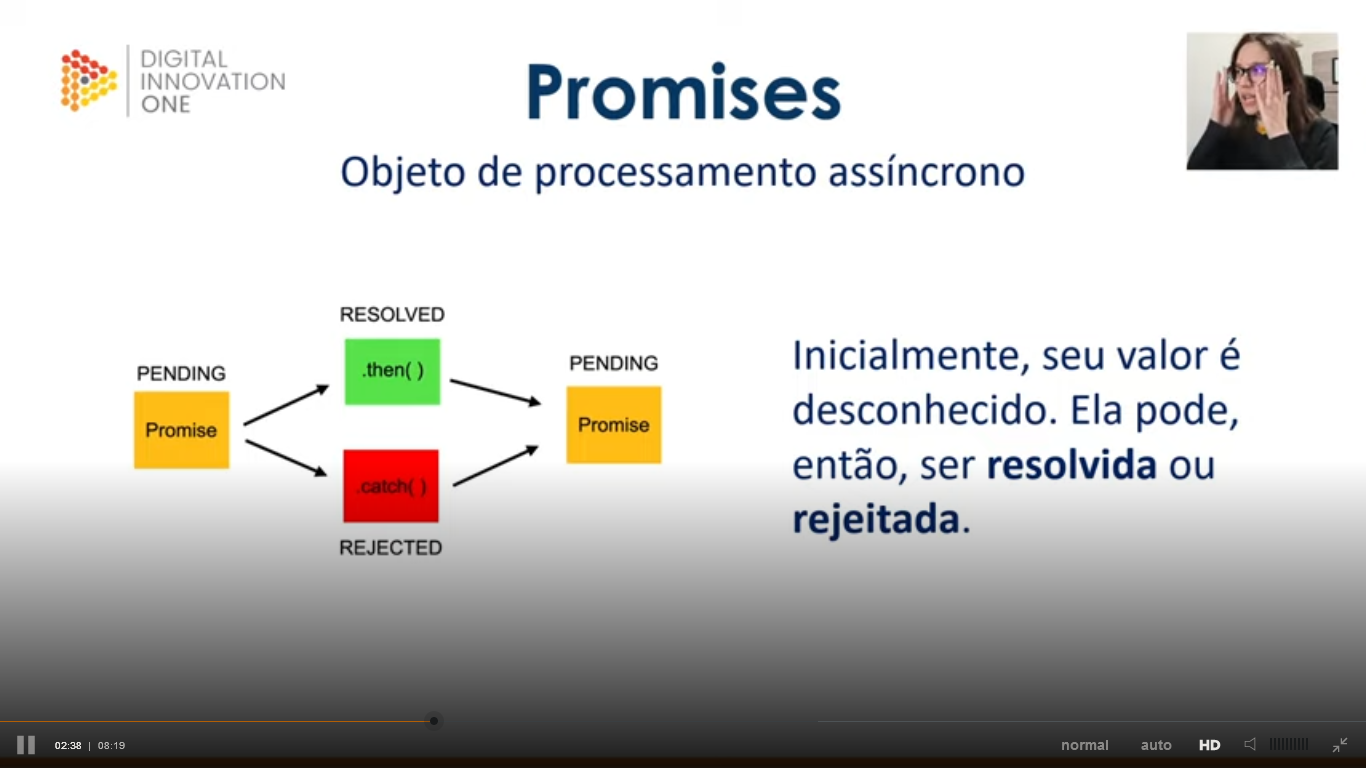 DIGITAL
INNOVATION
ONE
Promises
Objeto de processamento assíncrono
RESOLVED
.then( )
PENDING
Promise
PENDING
Promise
.catch( )
REJECTED
Inicialmente, seu valor é
desconhecido. Ela pode,
então, ser resolvida ou
rejeitada.
02:38 | 08:19
normal auto HD